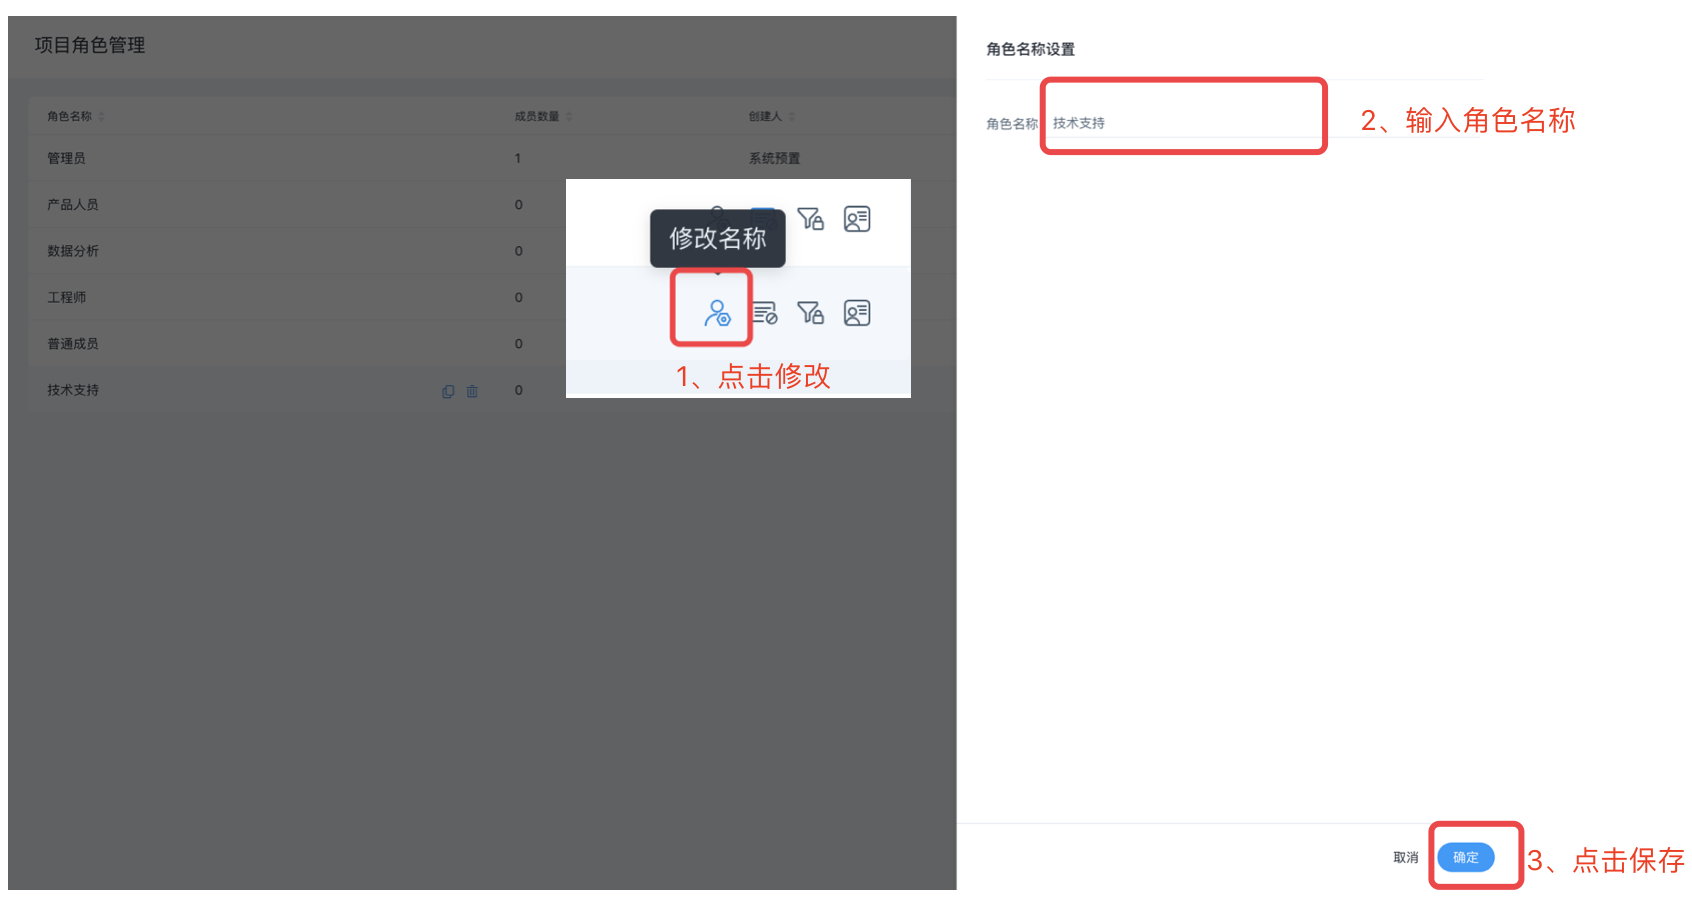 项目角色管理
角色名称 成员数量 创建人
管理员 1 系统预置
产品人员 0
数据分析 0
工程师 0
普通成员 0
技术支持 0
修改名称
1、点击修改
角色名称设置
角色名称 技术支持
2、输入角色名称
取消 确定
3、点击保存